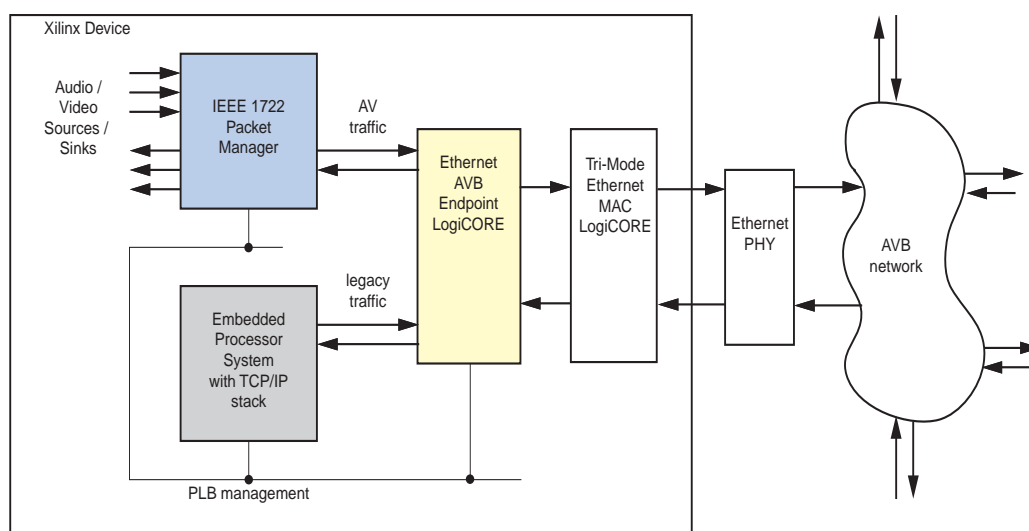 Xilinx Device
Audio /
Video
Sources /
Sinks
IEEE 1722
Packet
Manager
AV
traffic
Ethernet
AVB
Endpoint
LogiCORE
Tri-Mode
Ethernet
MAC
LogiCORE
Ethernet
PHY
AVB
network
legacy
traffic
Embedded
Processor
System
with TCP/IP
stack
PLB management